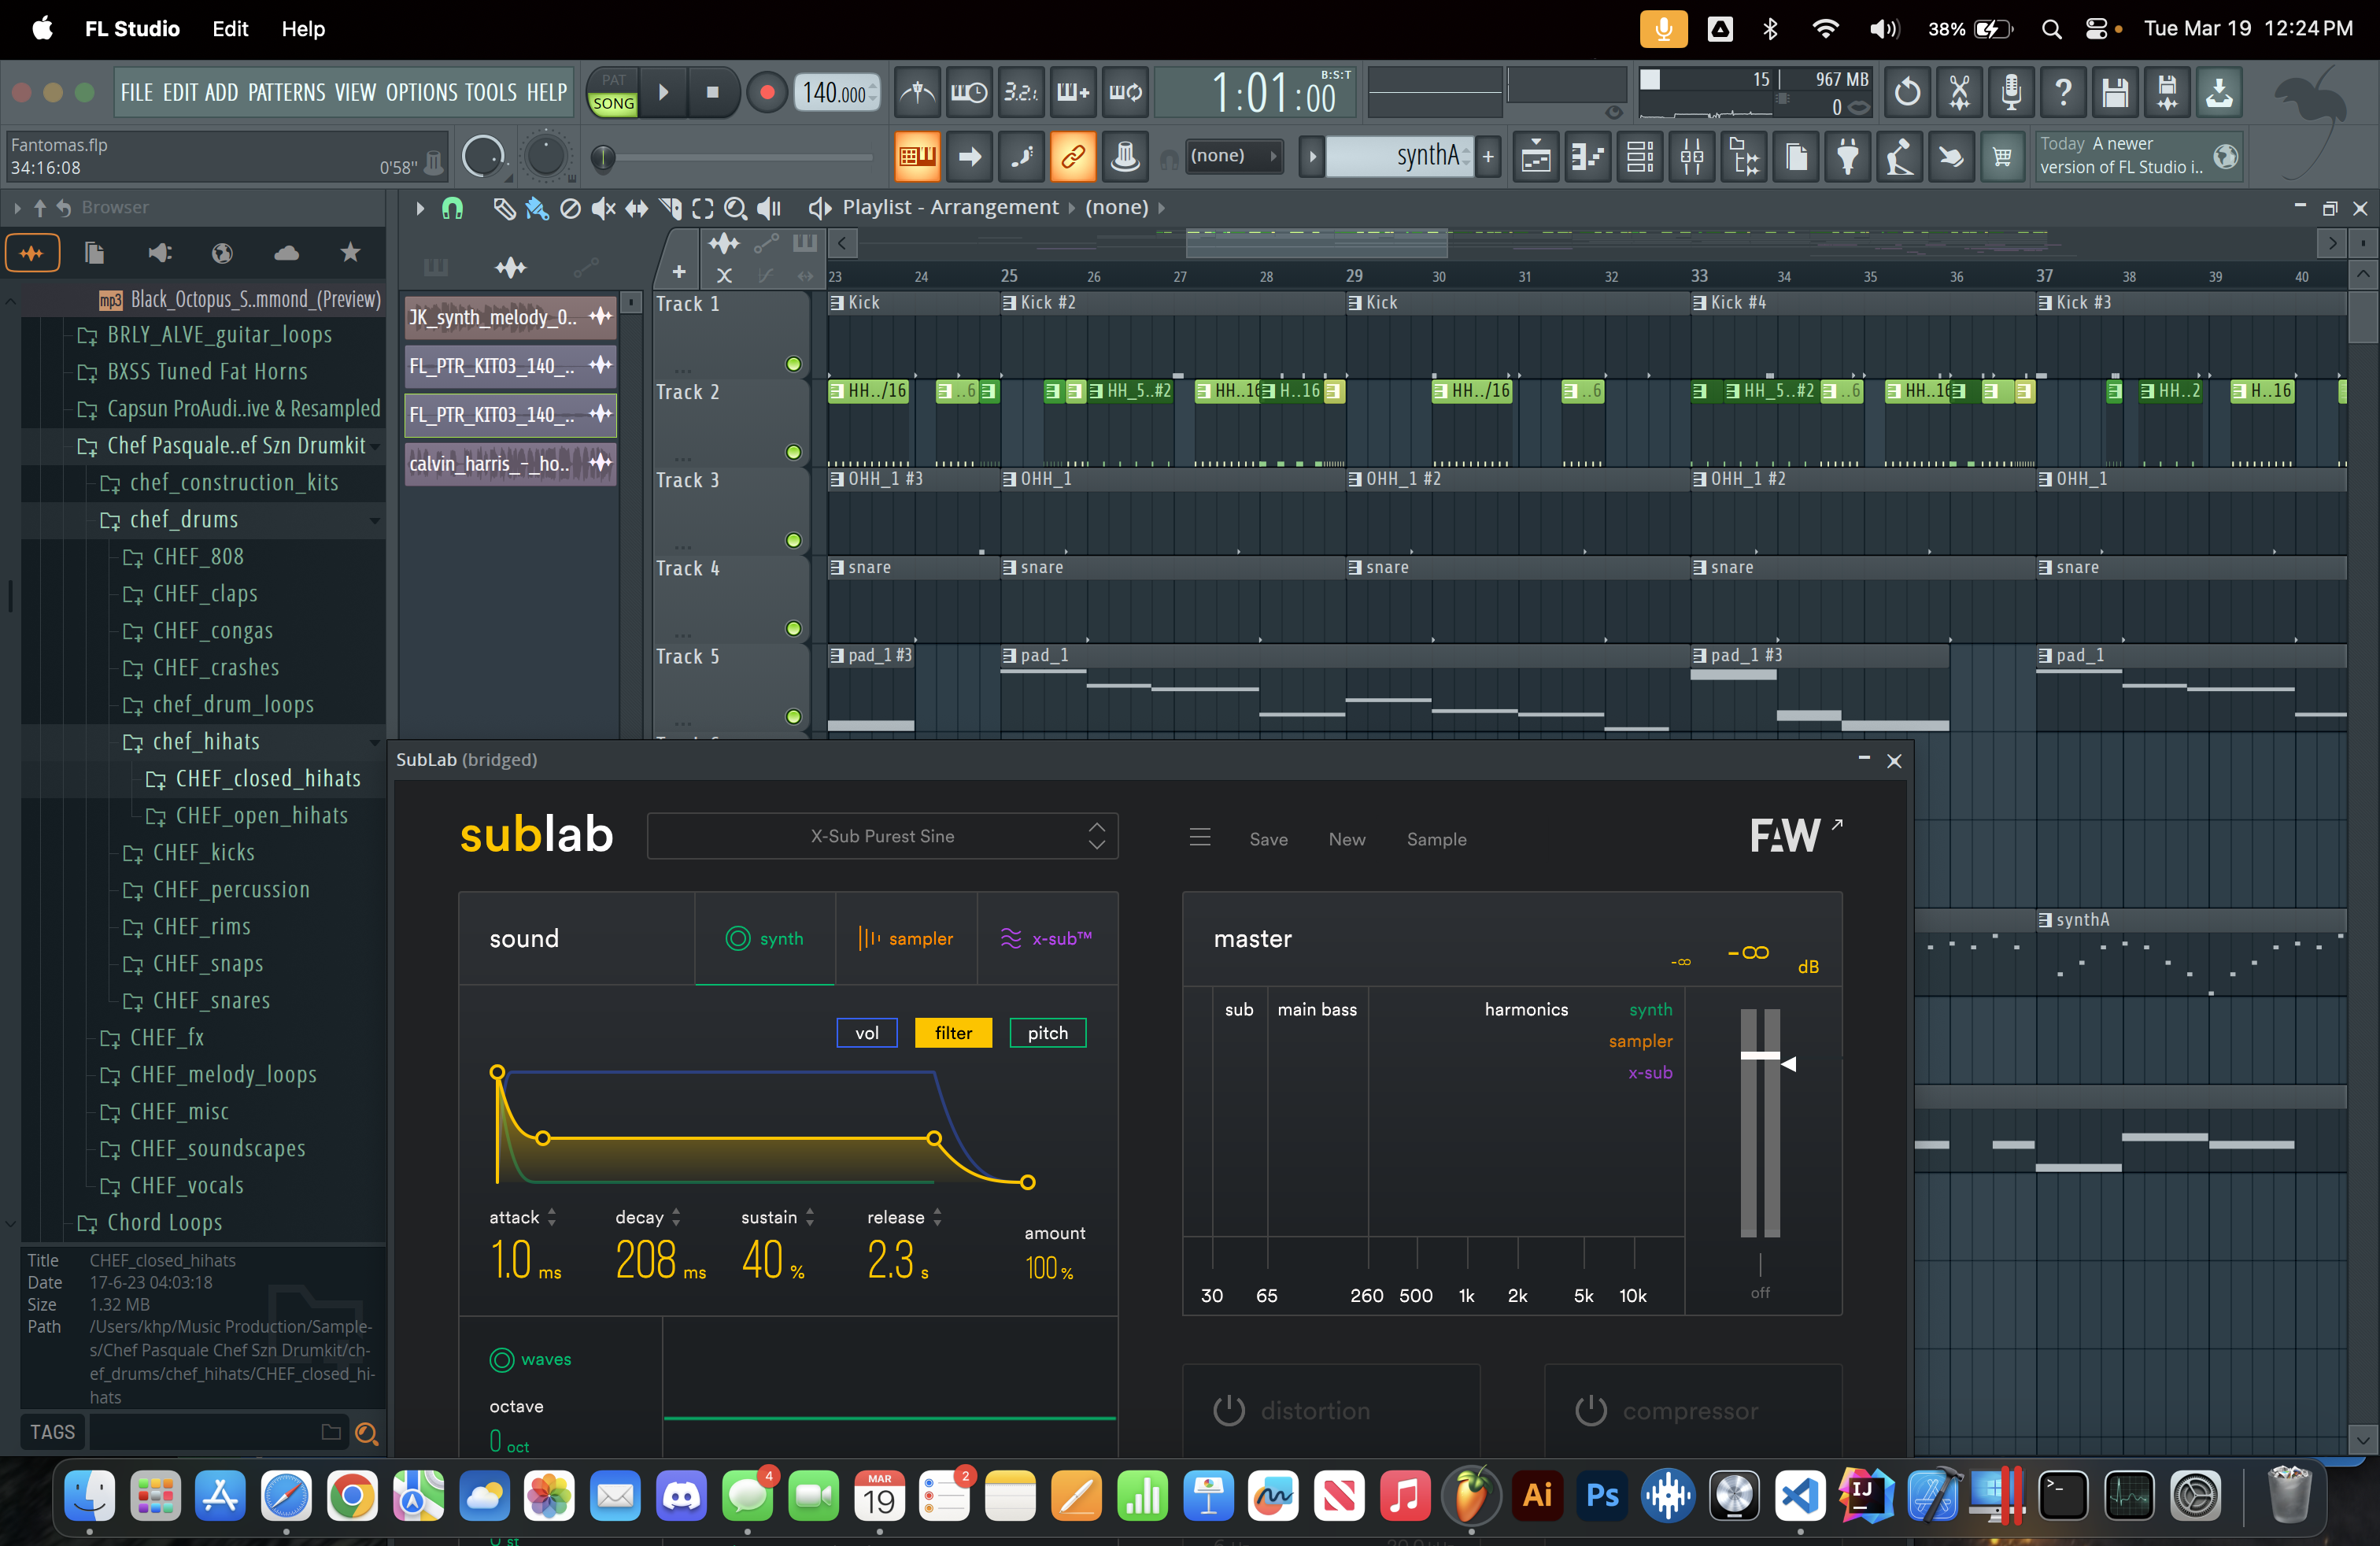 FL Studio Edit Help
38% Tue Mar 19 12:24 PM
FILE EDIT ADD PATTERNS VIEW OPTIONS TOOLS HELP
PAT
SONG
140.000
3.2.
1:01:00
B:S:T
15
967 MB
0
Fantomas.flp
34:16:08
0'58"
(none)
synthA
Today A newer
version of FL Studio i..
Browser
Playlist - Arrangement (none)
mp3 Black_Octopus_S..mmond_(Preview)
BRLY_ALVE_guitar_loops
BXSS Tuned Fat Horns
Capsun ProAudi..ive & Resampled
Chef Pasquale..ef Szn Drumkit
chef_construction_kits
chef_drums
CHEF_808
CHEF_claps
CHEF_congas
CHEF_crashes
chef_drum_loops
chef_hihats
CHEF_closed_hihats
CHEF_open_hihats
CHEF_kicks
CHEF_percussion
CHEF_rims
CHEF_snaps
CHEF_snares
CHEF_fx
CHEF_melody_loops
CHEF_misc
CHEF_soundscapes
CHEF_vocals
Chord Loops
Title CHEF_closed_hihats
Date 17-6-23 04:03:18
Size 1.32 MB
Path /Users/khp/Music Production/Sample-
s/Chef Pasquale Chef Szn Drumkit/ch-
ef_drums/chef_hihats/CHEF_closed_hi-
hats
TAGS
JK_synth_melody_0..
FL_PTR_KIT03_140_..
FL_PTR_KIT03_140_..
calvin_harris_-_ho..
23 24 25 26 27 28 29 30 31 32 33 34 35 36 37 38 39 40
Track 1
Kick Kick #2 Kick Kick #4 Kick #3
Track 2
HH../16 ..6 HH_5..#2 HH..16 H..16 HH../16 ..6 HH_5..#2 ..6 HH..16 HH..2 H..16
Track 3
OHH_1 #3 OHH_1 OHH_1 #2 OHH_1 #2 OHH_1
Track 4
snare snare snare snare snare
Track 5
pad_1 #3 pad_1 pad_1 #3 pad_1
synthA
SubLab (bridged)
sublab
X-Sub Purest Sine
Save New Sample
FAW
sound
synth sampler x-sub™
vol filter pitch
attack decay sustain release amount
1.0 ms 208 ms 40 % 2.3 s 100 %
waves
octave
0 oct
0 st
master
-∞ -∞ dB
sub main bass harmonics synth
sampler
x-sub
30 65 260 500 1k 2k 5k 10k
off
distortion
compressor
4
MAR
19
2
Ai
Ps
IJ